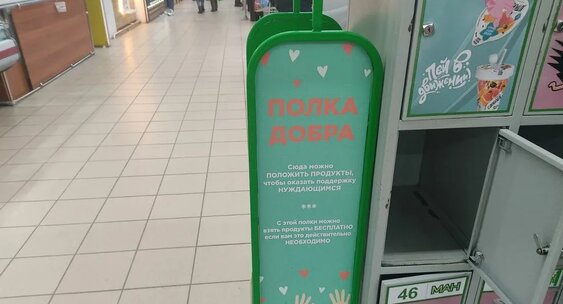 ПОЛКА
ДОБРА
Сюда можно
ПОЛОЖИТЬ ПРОДУКТЫ,
чтобы оказать поддержку
НУЖДАЮЩИМСЯ
***
С этой полки можно
взять продукты БЕСПЛАТНО
если вам это действительно
НЕОБХОДИМО
Пей в
движении!
46 МАН